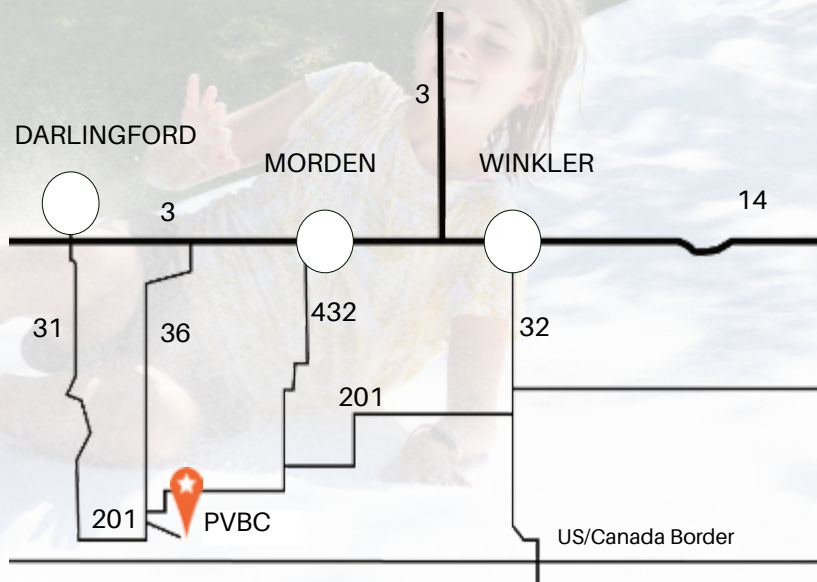 3
DARLINGFORD
MORDEN
WINKLER
3
14
31
36
432
32
201
201
PVBC
US/Canada Border